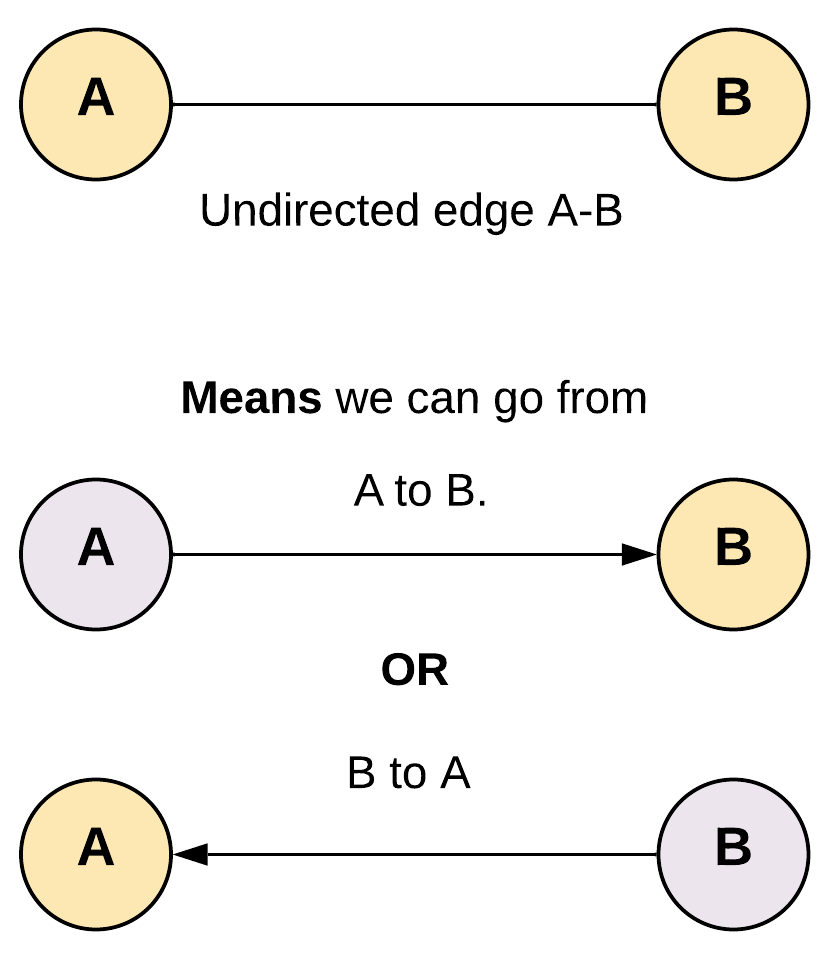 A
B
Undirected edge A-B
Means we can go from
A to B.
A
B
OR
B to A
A
B